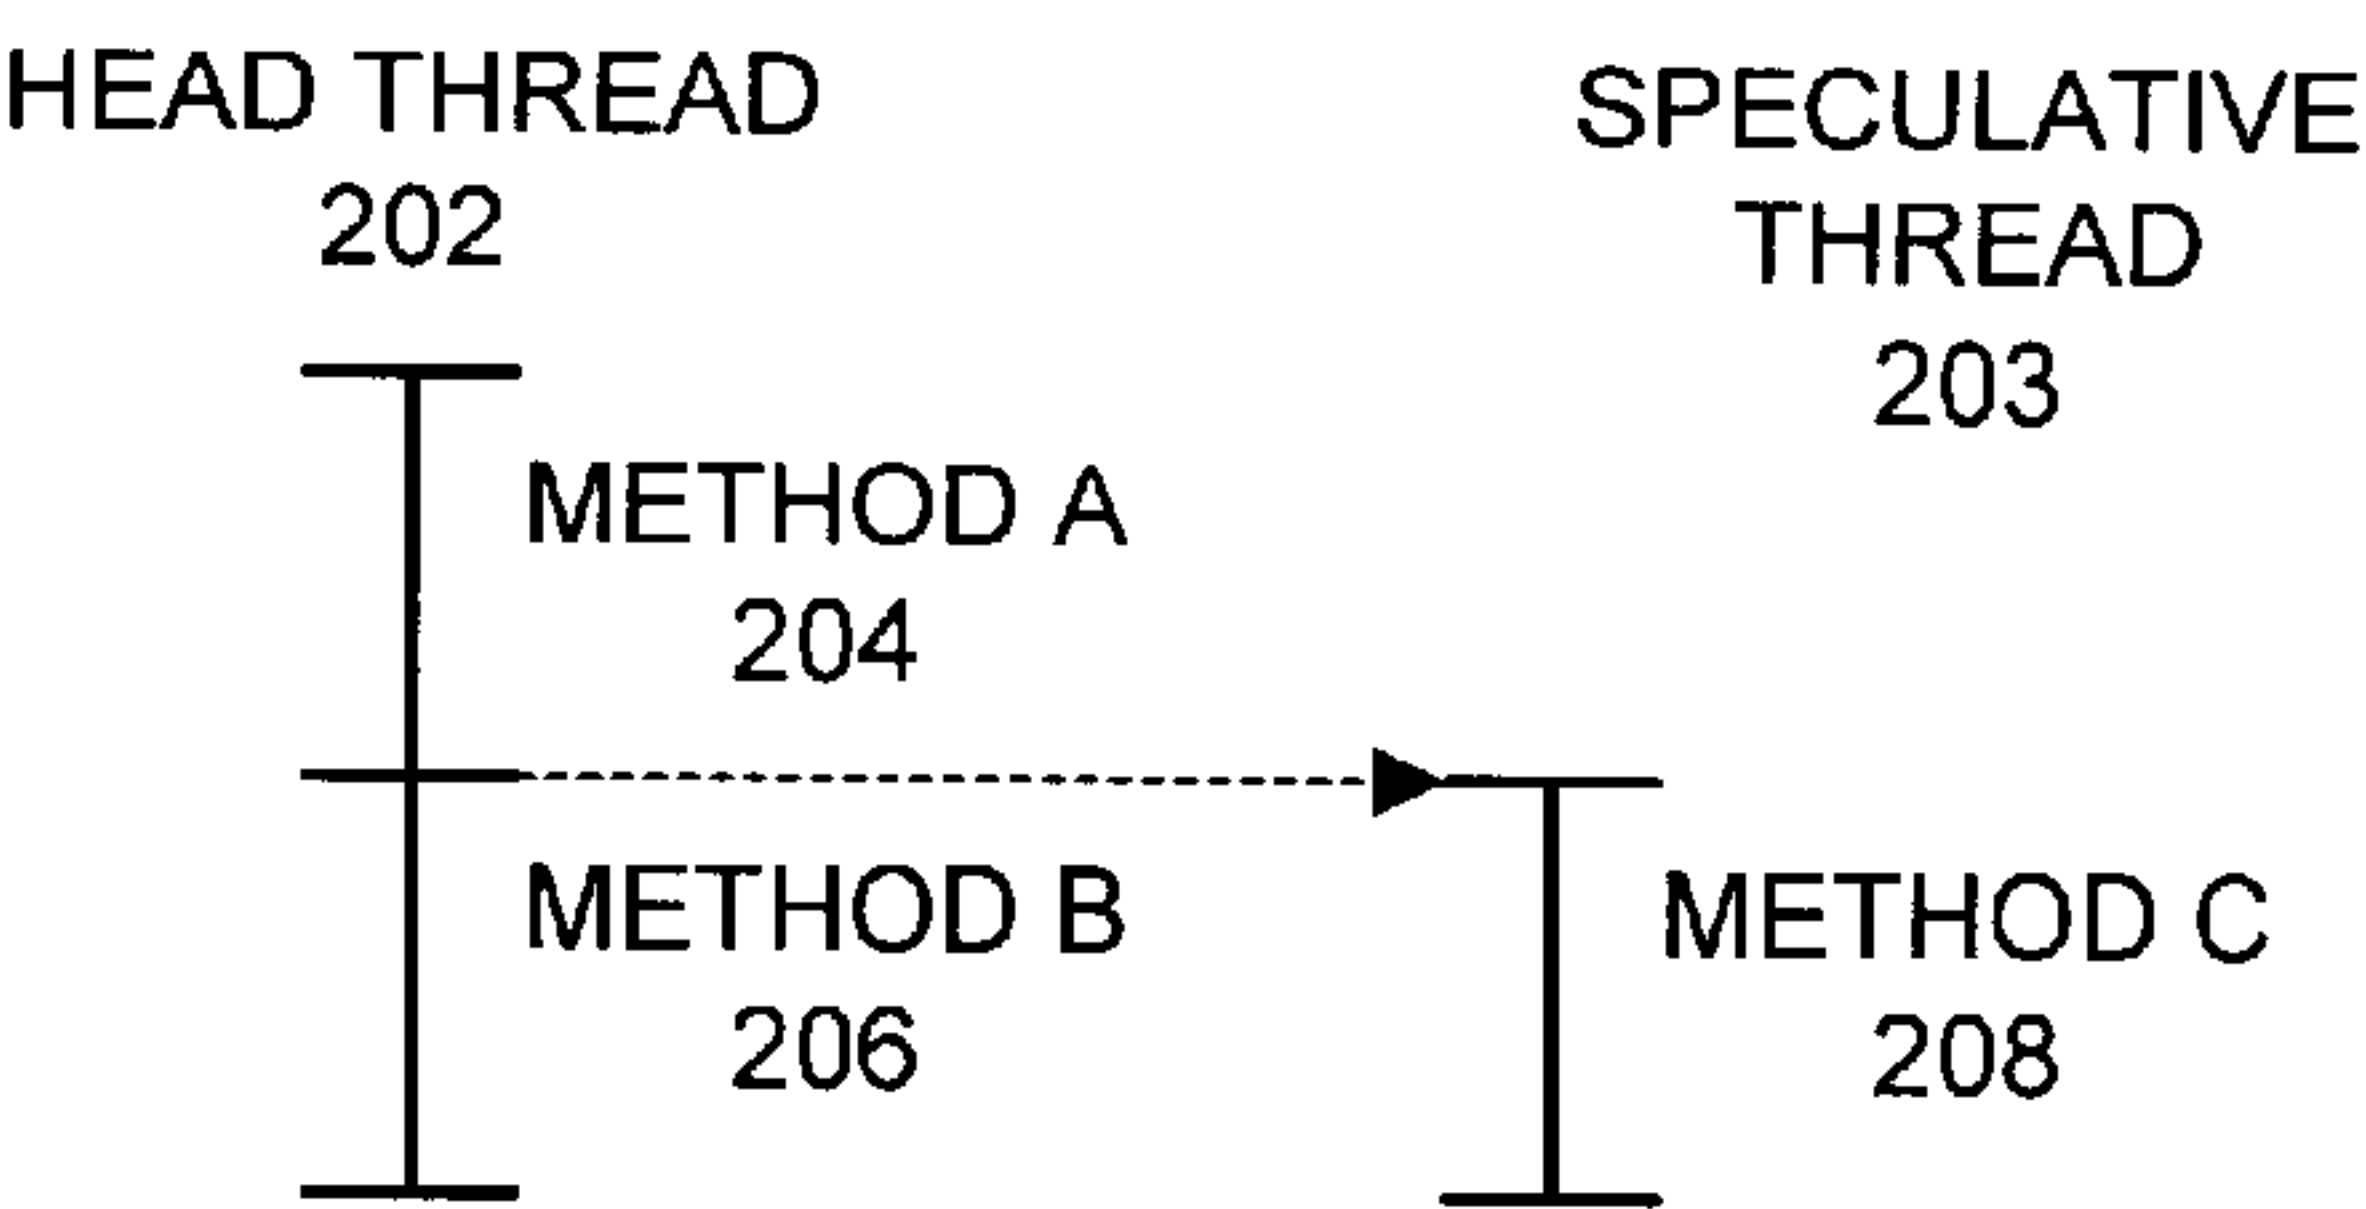 HEAD THREAD
202
SPECULATIVE
THREAD
203
METHOD A
204
METHOD B
206
METHOD C
208